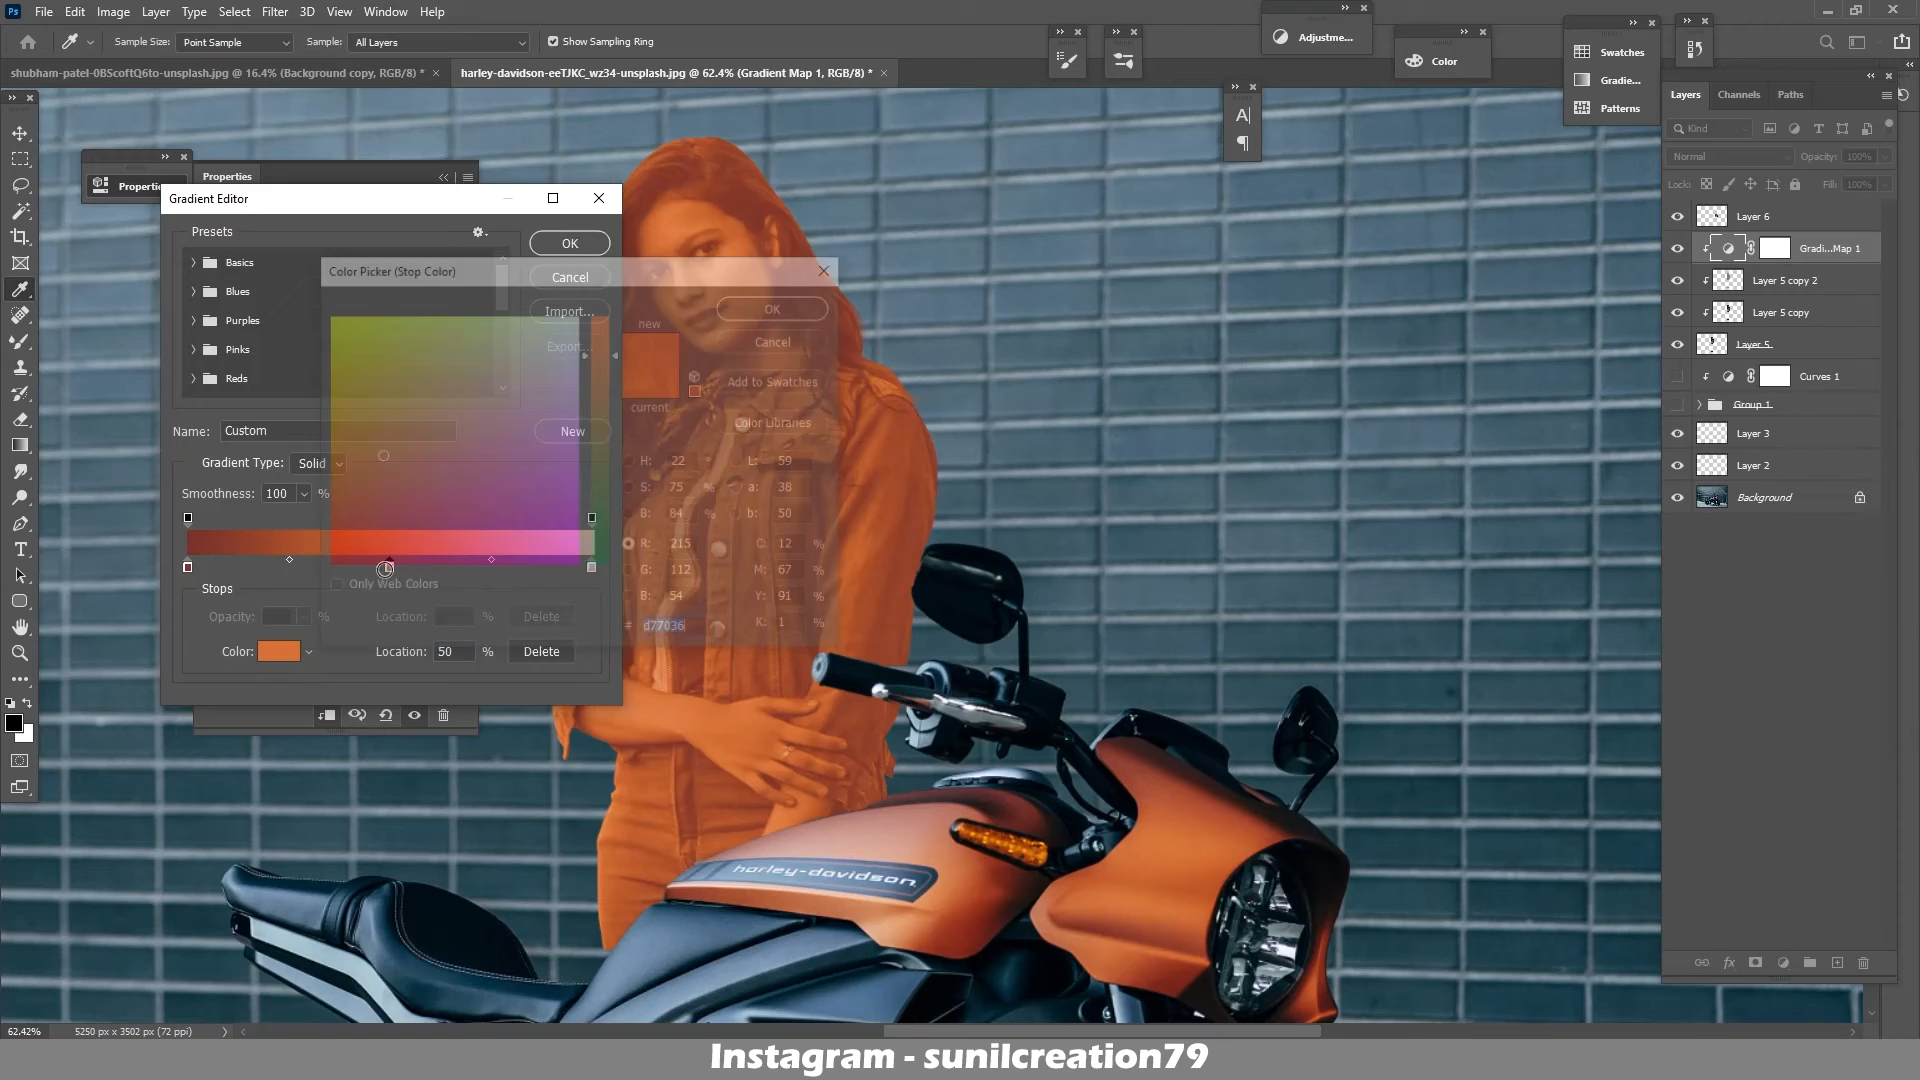 Ps File Edit Image Layer Type Select Filter 3D View Window Help
Sample Size: Point Sample Sample: All Layers Show Sampling Ring
Adjustme...
Color
Swatches
Gradie...
Patterns
shubham-patel-0BScoftQ6to-unsplash.jpg @ 16.4% (Background copy, RGB/8) *
harley-davidson-eeTJKC_wz34-unsplash.jpg @ 62.4% (Gradient Map 1, RGB/8) *
A
Properti
Properties
Gradient Editor
Presets
Basics
Blues
Purples
Pinks
Reds
OK
Cancel
Import...
Export...
Name: Custom
New
Gradient Type: Solid
Smoothness: 100 %
Stops
Opacity: % Location: % Delete
Color: Location: 50 % Delete
Color Picker (Stop Color)
new
current
OK
Cancel
Add to Swatches
Color Libraries
H: 22 ° L: 59
S: 75 % a: 38
B: 84 % b: 50
R: 215 C: 12 %
G: 112 M: 67 %
B: 54 Y: 91 %
# d77036 K: 1 %
Only Web Colors
Layers Channels Paths
Kind
Normal Opacity: 100%
Lock: Fill: 100%
Layer 6
Gradi...Map 1
Layer 5 copy 2
Layer 5 copy
Layer 5
Curves 1
Group 1
Layer 3
Layer 2
Background
harley-davidson
62.42% 5250 px x 3502 px (72 ppi)
Instagram - sunilcreation79